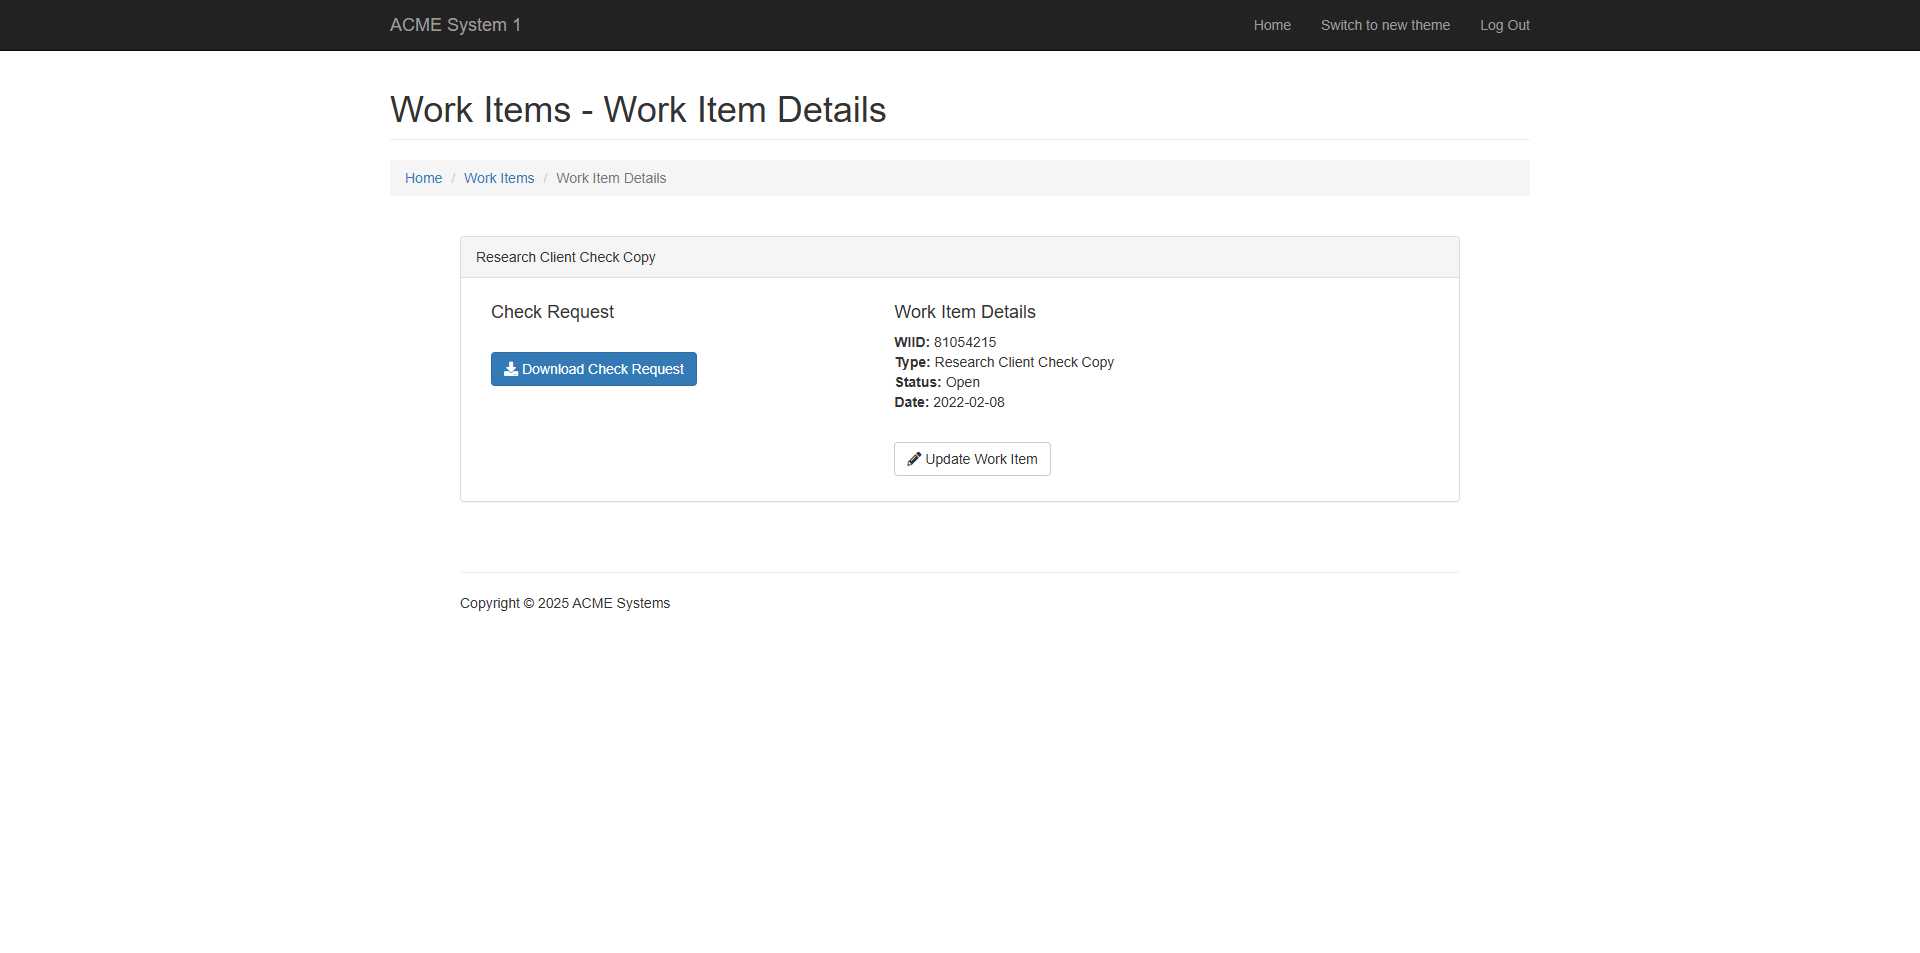 ACME System 1
Home
Switch to new theme
Log Out
Work Items - Work Item Details
Home / Work Items / Work Item Details
Research Client Check Copy
Check Request
Download Check Request
Work Item Details
WIID: 81054215
Type: Research Client Check Copy
Status: Open
Date: 2022-02-08
Update Work Item
Copyright © 2025 ACME Systems